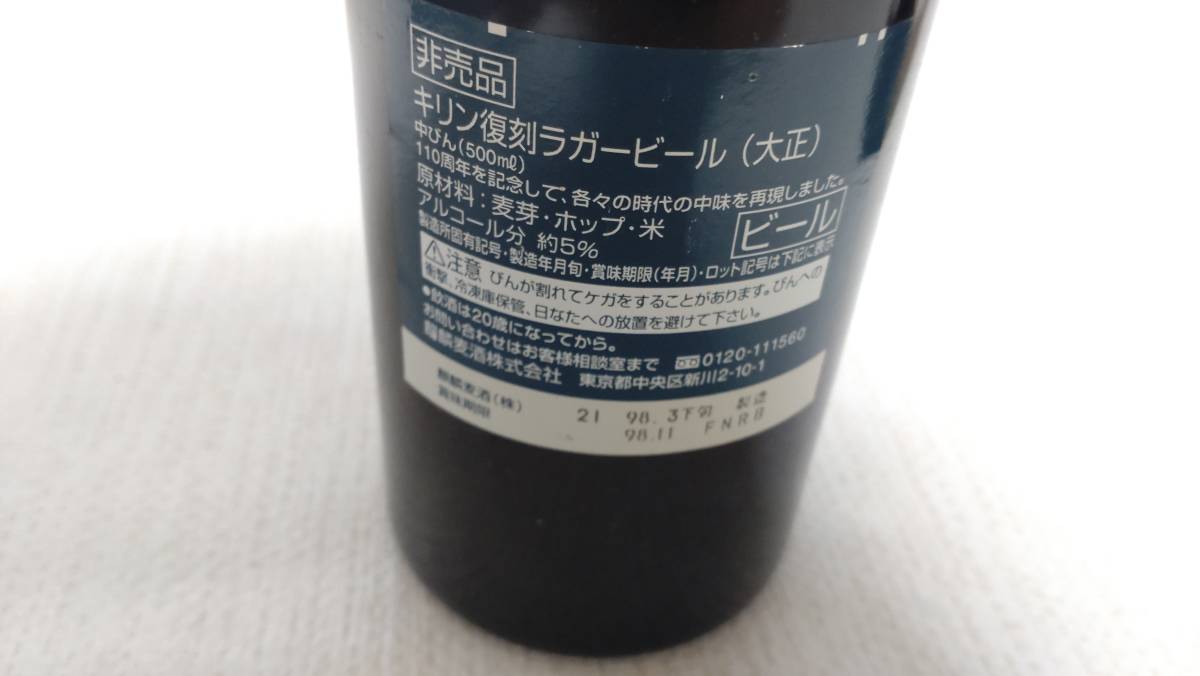 非売品
キリン復刻ラガービール（大正）
中びん（500㎖）
110周年を記念して、各々の時代の中味を再現しました。
原材料：麦芽・ホップ・米
アルコール分 約5％ ビール
製造所固有記号・製造年月旬・賞味期限（年月）・ロット記号は下記に表示
注意 びんが割れてケガをすることがあります。びんへの
衝撃、冷凍庫保管、日なたへの放置を避けて下さい。
●飲酒は20歳になってから。
お問い合わせはお客様相談室まで 0120-111560
麒麟麦酒株式会社 東京都中央区新川2-10-1
麒麟麦酒（株） 21 98. 3下旬 製造
賞味期限 98.11 FNRB